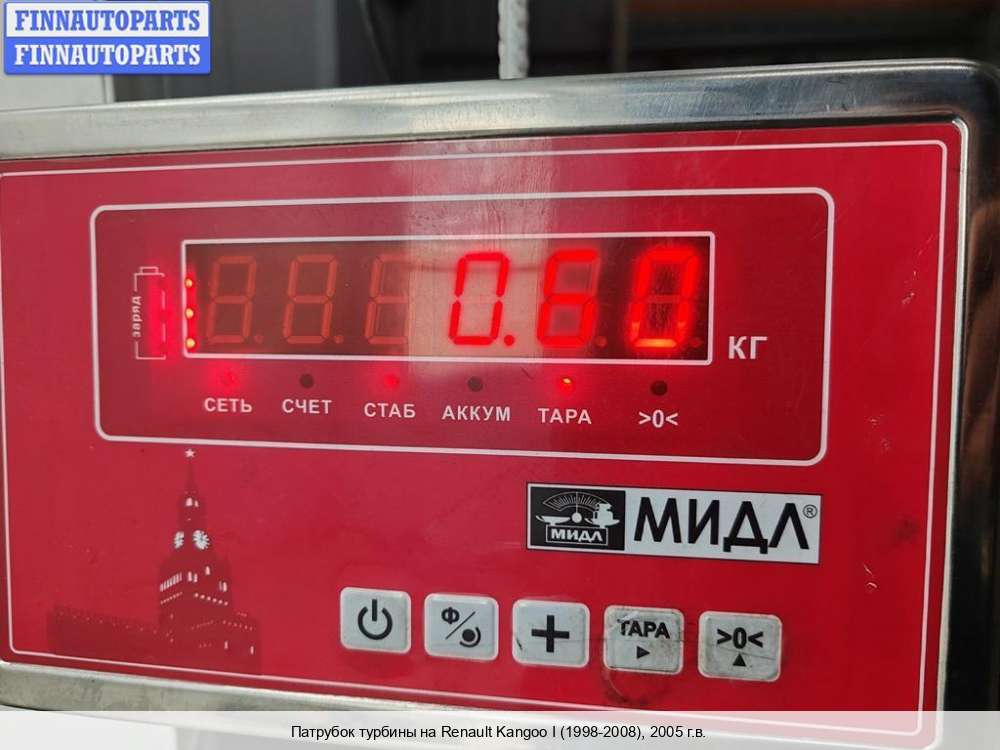 FINNAUTOPARTS
FINNAUTOPARTS
заряд
0.60
КГ
СЕТЬ СЧЕТ СТАБ АККУМ ТАРА >0<
МИДЛ МИДЛ®
Ф
ТАРА >0<
Патрубок турбины на Renault Kangoo I (1998-2008), 2005 г.в.